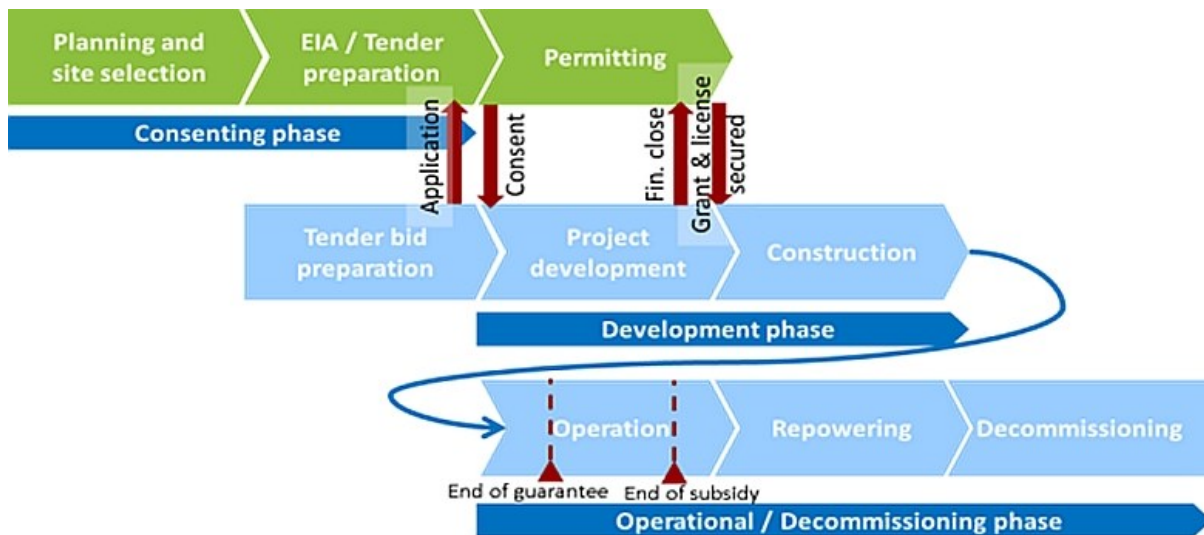 Planning and
site selection
EIA / Tender
preparation
Permitting
Consenting phase
Application
Consent
Fin. close
Grant & license
secured
Tender bid
preparation
Project
development
Construction
Development phase
Operation
Repowering
Decommissioning
End of guarantee
End of subsidy
Operational / Decommissioning phase